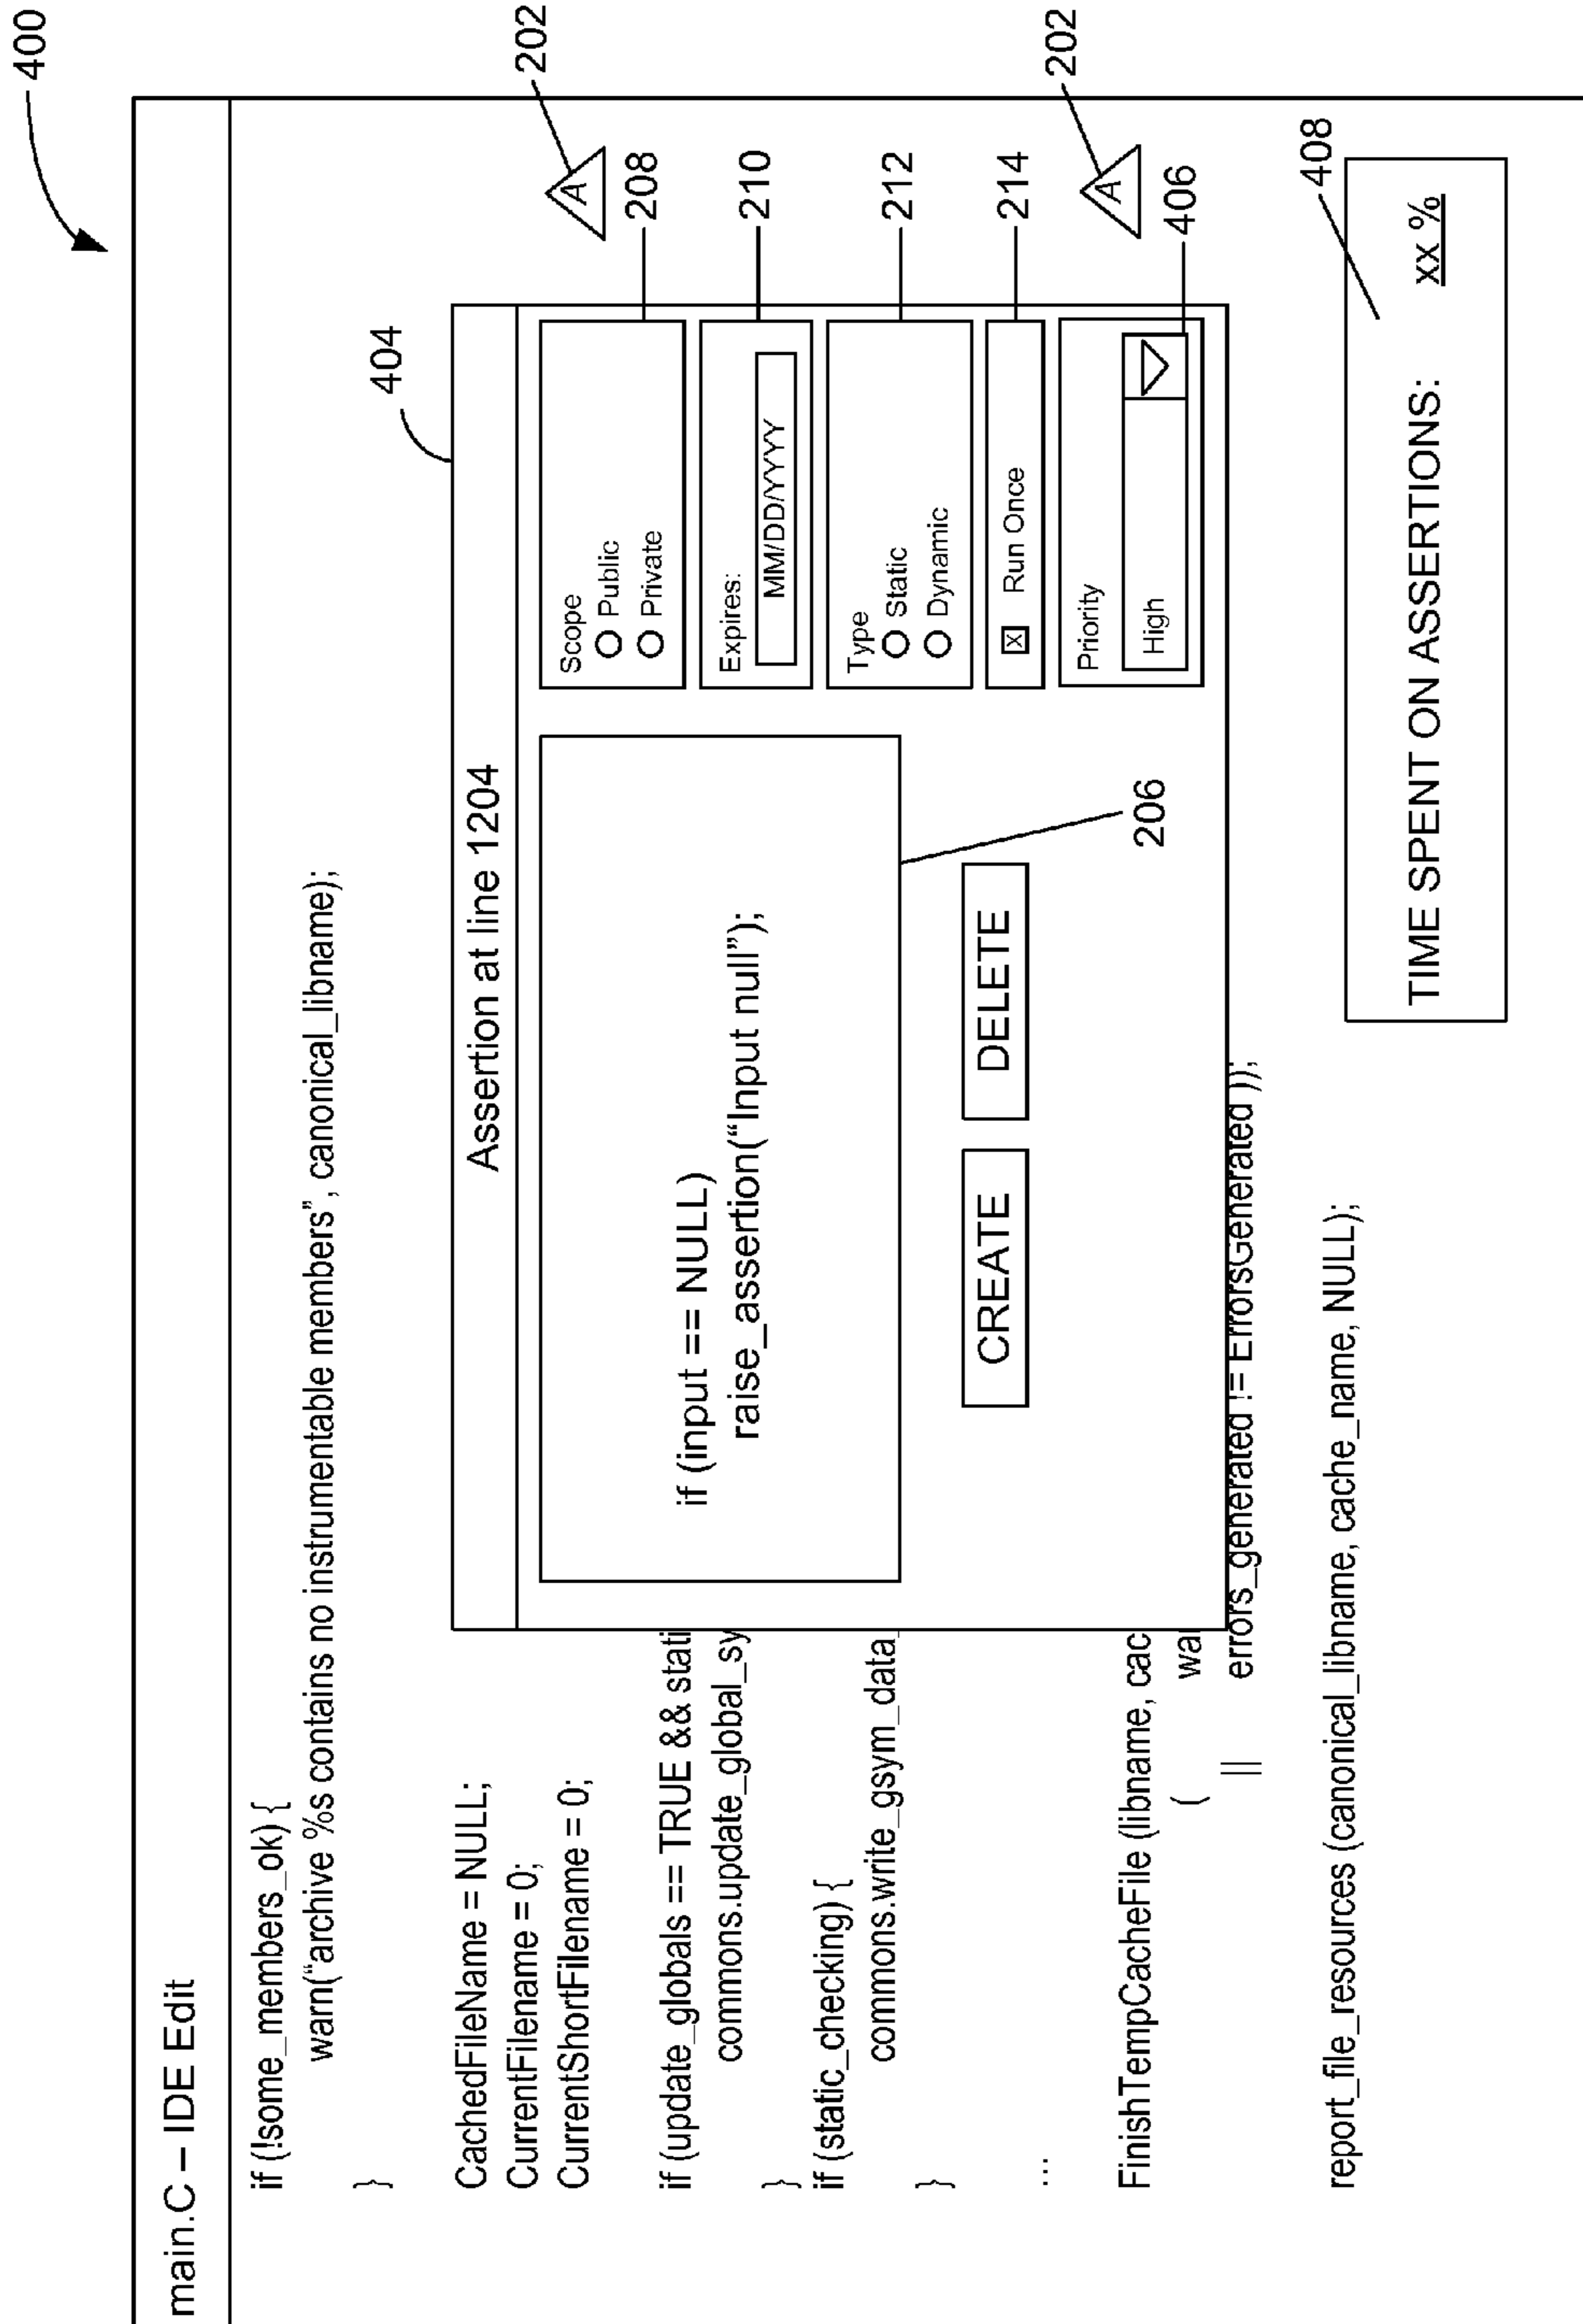 400
main.C – IDE Edit
if (!some_members_ok) {
warn(“archive %s contains no instrumentable members”, canonical_libname);
}
CachedFileName = NULL;
CurrentFilename = 0;
CurrentShortFilename = 0;
if (update_globals == TRUE && stati
commons.update_global_sy
}
if (static_checking) {
commons.write_gsym_data_
}
...
FinishTempCacheFile (libname, cac
( wa
|| errors_generated != ErrorsGenerated ));
report_file_resources (canonical_libname, cache_name, NULL);
404
Assertion at line 1204
if (input == NULL)
raise_assertion(“Input null”);
206
CREATE DELETE
Scope
Public
Private
208
Expires:
MM/DD/YYYY
210
Type
Static
Dynamic
212
X Run Once
214
Priority
High
406
A
202
A
202
TIME SPENT ON ASSERTIONS: xx %
408